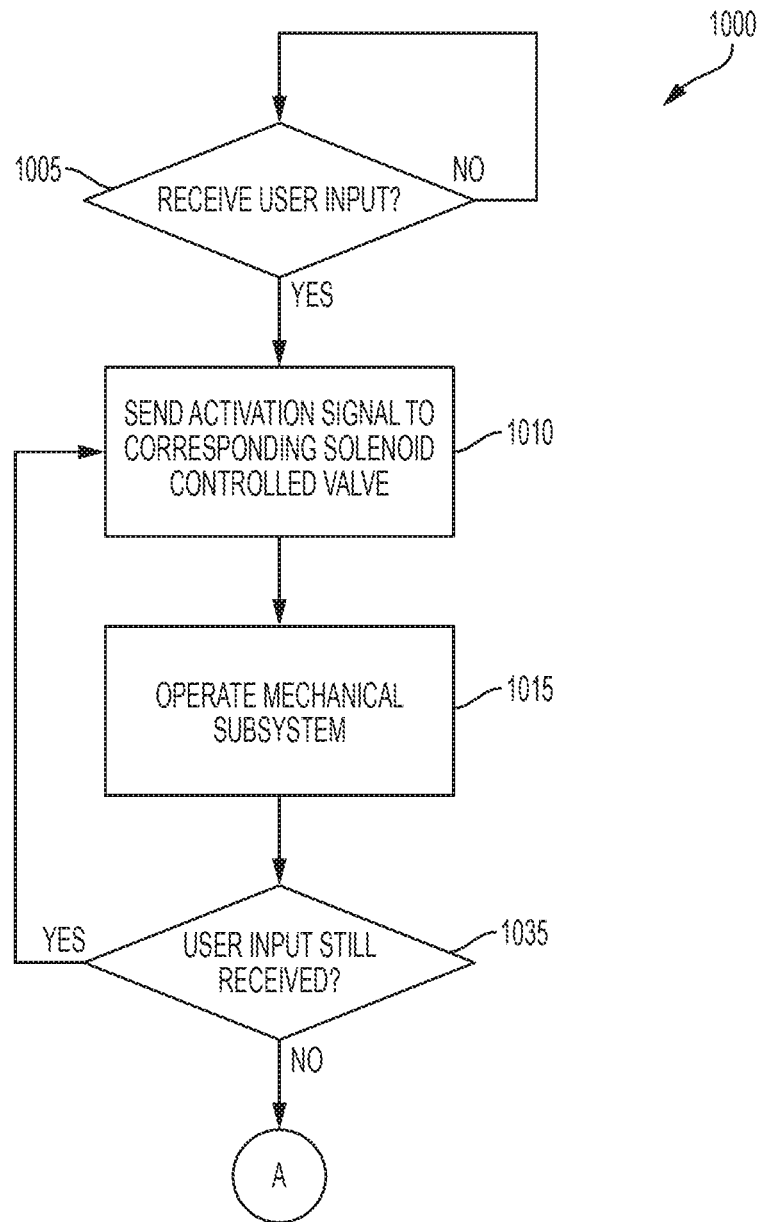 1000
1005
RECEIVE USER INPUT?
NO
YES
SEND ACTIVATION SIGNAL TO
CORRESPONDING SOLENOID
CONTROLLED VALVE
1010
OPERATE MECHANICAL
SUBSYSTEM
1015
YES
USER INPUT STILL
RECEIVED?
1035
NO
A